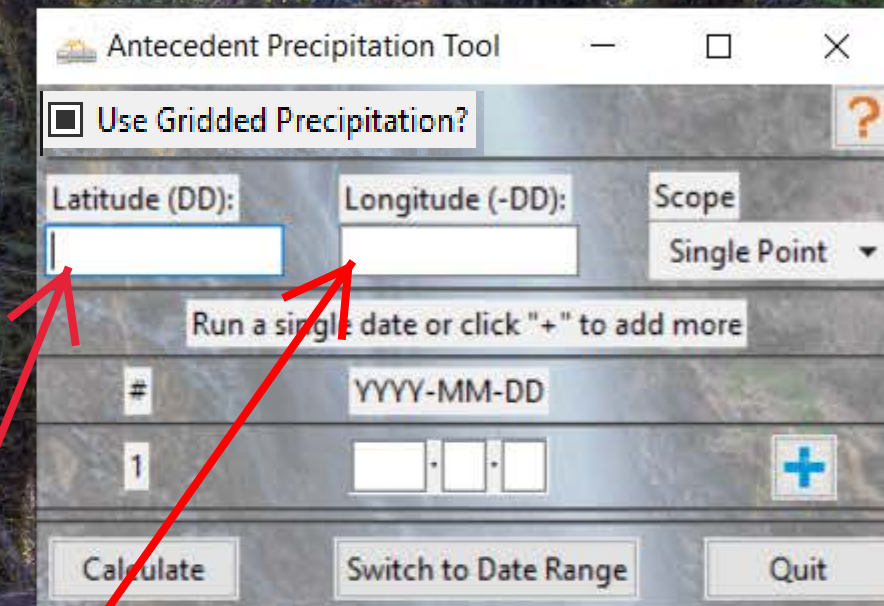 Antecedent Precipitation Tool
Use Gridded Precipitation?
?
Latitude (DD): Longitude (-DD): Scope
Single Point
Run a single date or click "+" to add more
# YYYY-MM-DD
1 - -
Calculate Switch to Date Range Quit